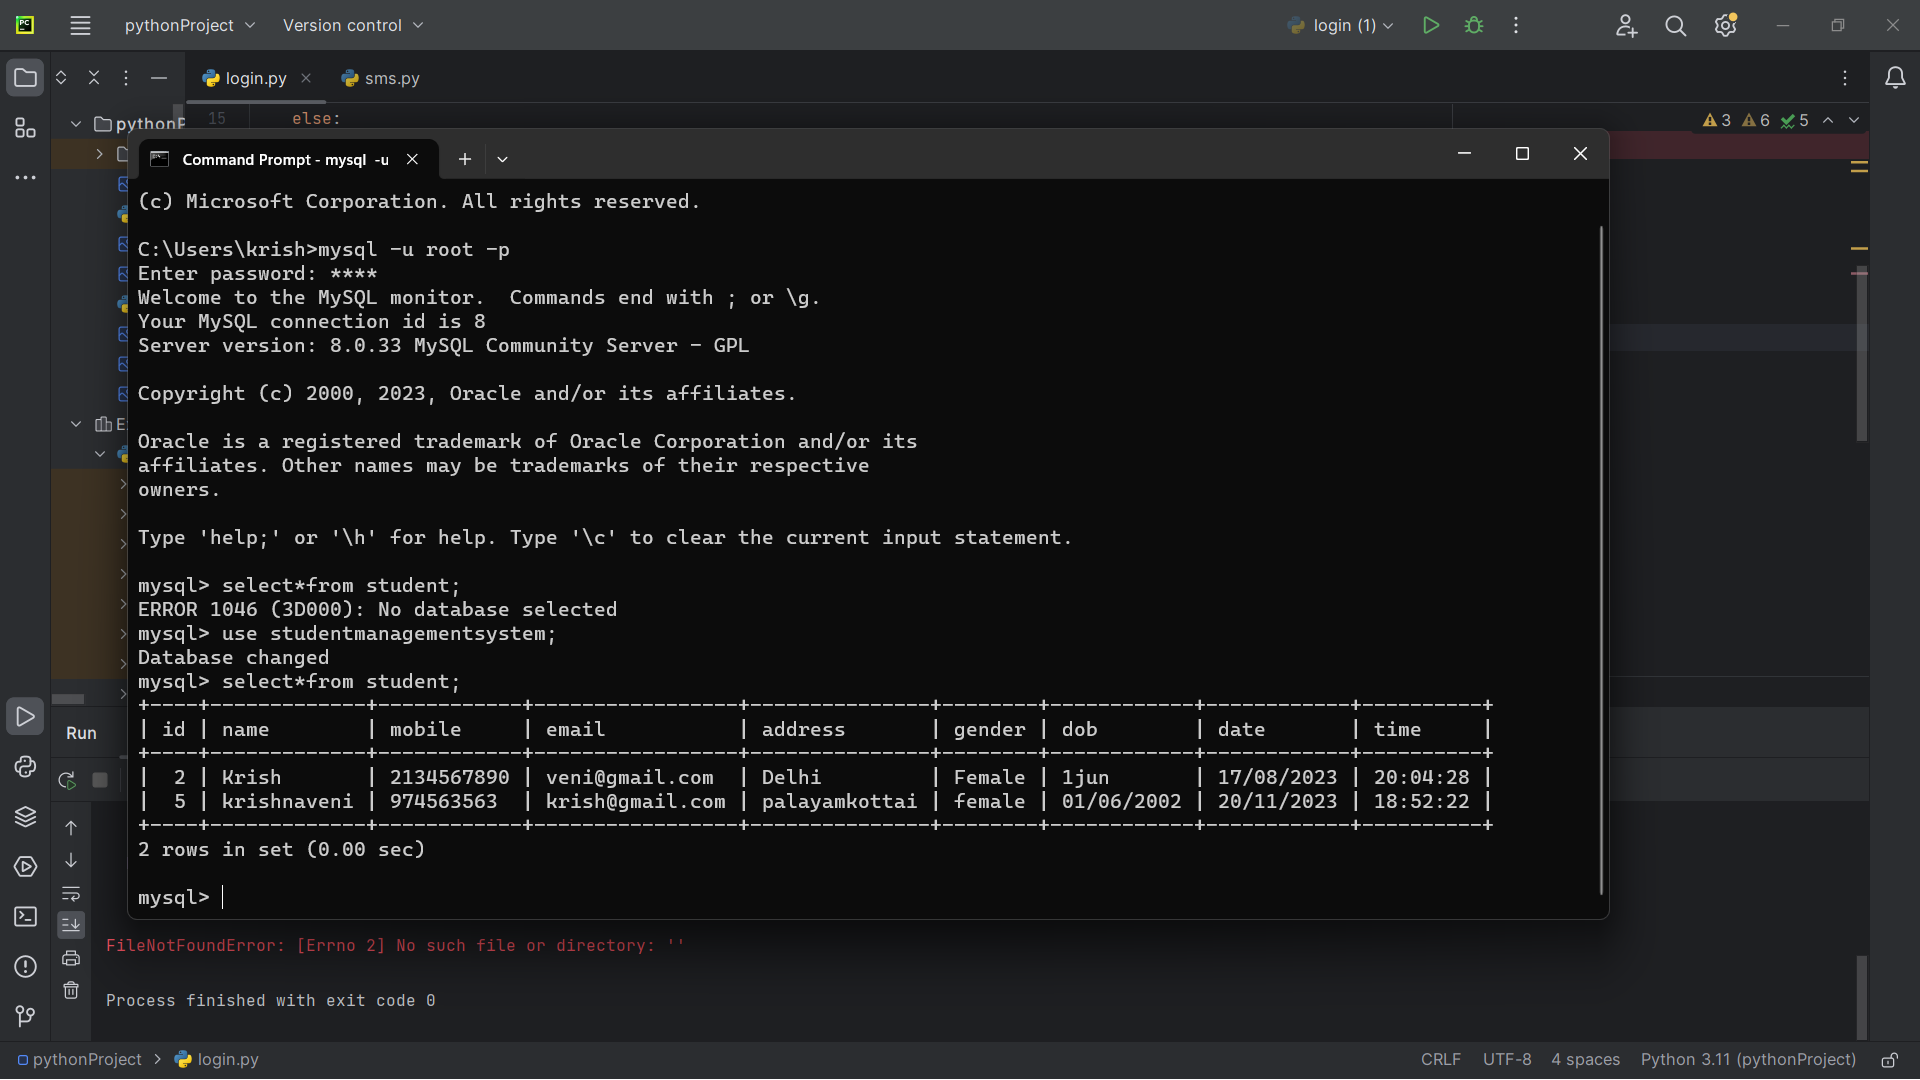 pythonProject Version control login (1)
login.py sms.py
pythonP 15 else: 3 6 5
Command Prompt - mysql -u
(c) Microsoft Corporation. All rights reserved.
C:\Users\krish>mysql -u root -p
Enter password: ****
Welcome to the MySQL monitor.  Commands end with ; or \g.
Your MySQL connection id is 8
Server version: 8.0.33 MySQL Community Server - GPL
Copyright (c) 2000, 2023, Oracle and/or its affiliates.
Oracle is a registered trademark of Oracle Corporation and/or its
affiliates. Other names may be trademarks of their respective
owners.
Type 'help;' or '\h' for help. Type '\c' to clear the current input statement.
mysql> select*from student;
ERROR 1046 (3D000): No database selected
mysql> use studentmanagementsystem;
Database changed
mysql> select*from student;
+----+-------------+------------+-----------------+---------------+--------+------------+------------+----------+
| id | name        | mobile     | email           | address       | gender | dob        | date       | time     |
+----+-------------+------------+-----------------+---------------+--------+------------+------------+----------+
|  2 | Krish       | 2134567890 | veni@gmail.com  | Delhi         | Female | 1jun       | 17/08/2023 | 20:04:28 |
|  5 | krishnaveni | 974563563  | krish@gmail.com | palayamkottai | female | 01/06/2002 | 20/11/2023 | 18:52:22 |
+----+-------------+------------+-----------------+---------------+--------+------------+------------+----------+
2 rows in set (0.00 sec)
mysql>
Run
FileNotFoundError: [Errno 2] No such file or directory: ''
Process finished with exit code 0
pythonProject > login.py CRLF UTF-8 4 spaces Python 3.11 (pythonProject)